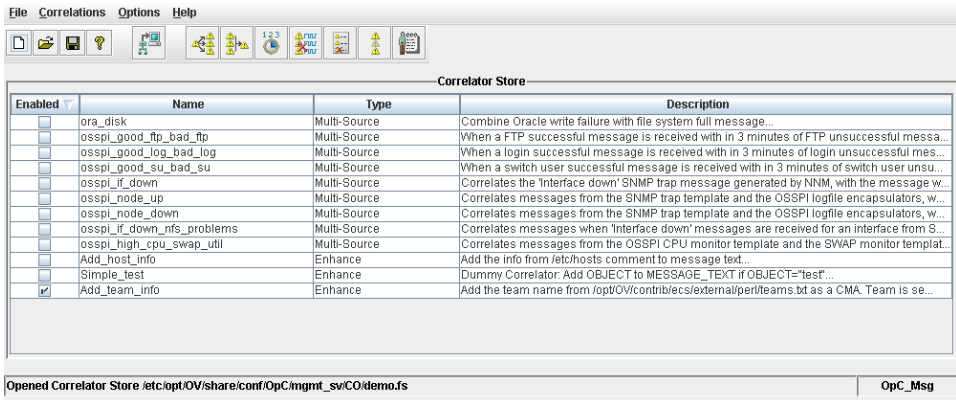 File Correlations Options Help
123
Correlator Store
Enabled Name Type Description
ora_disk Multi-Source Combine Oracle write failure with file system full message...
osspi_good_ftp_bad_ftp Multi-Source When a FTP successful message is received with in 3 minutes of FTP unsuccessful messa...
osspi_good_log_bad_log Multi-Source When a login successful message is received with in 3 minutes of login unsuccessful mes...
osspi_good_su_bad_su Multi-Source When a switch user successful message is received with in 3 minutes of switch user unsu...
osspi_if_down Multi-Source Correlates the 'Interface down' SNMP trap message generated by NNM, with the message w...
osspi_node_up Multi-Source Correlates messages from the SNMP trap template and the OSSPI logfile encapsulators, w...
osspi_node_down Multi-Source Correlates messages from the SNMP trap template and the OSSPI logfile encapsulators, w...
osspi_if_down_nfs_problems Multi-Source Correlates messages when 'Interface down' messages are received for an interface from S...
osspi_high_cpu_swap_util Multi-Source Correlates messages from the OSSPI CPU monitor template and the SWAP monitor templat...
Add_host_info Enhance Add the info from /etc/hosts comment to message text...
Simple_test Enhance Dummy Correlator: Add OBJECT to MESSAGE_TEXT if OBJECT="test"...
Add_team_info Enhance Add the team name from /opt/OV/contrib/ecs/external/perl/teams.txt as a CMA. Team is se...
Opened Correlator Store /etc/opt/OV/share/conf/OpC/mgmt_sv/CO/demo.fs OpC_Msg